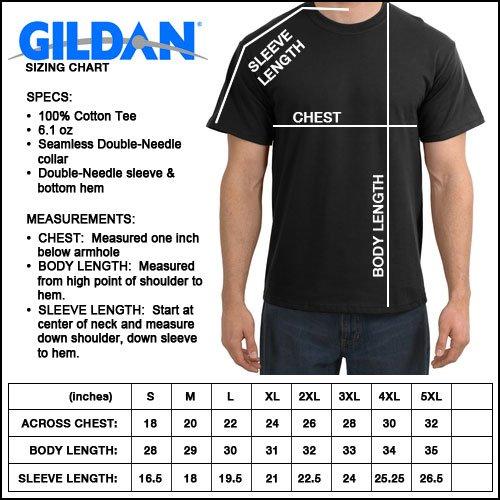 GILDAN®
SIZING CHART
SPECS:
• 100% Cotton Tee
• 6.1 oz
• Seamless Double-Needle
collar
• Double-Needle sleeve &
bottom hem
MEASUREMENTS:
• CHEST: Measured one inch
below armhole
• BODY LENGTH: Measured
from high point of shoulder to
hem.
• SLEEVE LENGTH: Start at
center of neck and measure
down shoulder, down sleeve
to hem.
SLEEVE
LENGTH
CHEST
BODY LENGTH
(inches) S M L XL 2XL 3XL 4XL 5XL
ACROSS CHEST: 18 20 22 24 26 28 30 32
BODY LENGTH: 28 29 30 31 32 33 34 35
SLEEVE LENGTH: 16.5 18 19.5 21 22.5 24 25.25 26.5